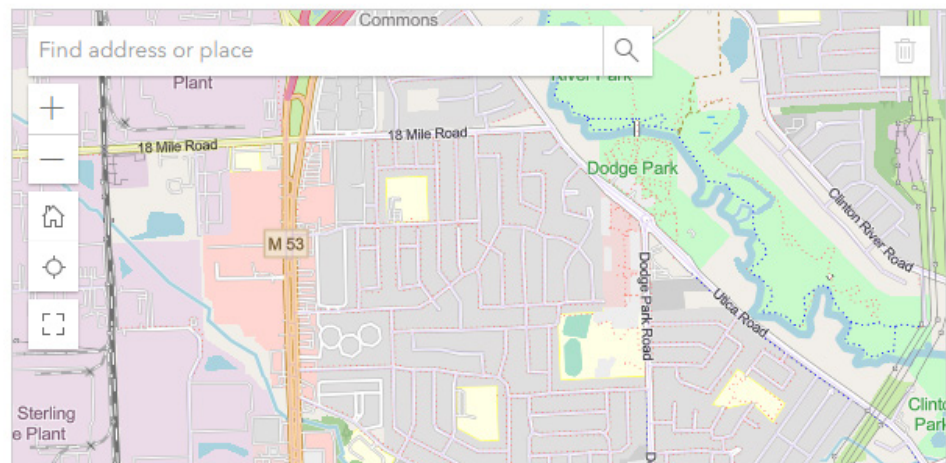 Commons
Find address or place
Plant
River Park
18 Mile Road
18 Mile Road
Dodge Park
Clinton River Road
M 53
Dodge Park Road
Utica Road
Sterling
e Plant
Clinto
Park
D